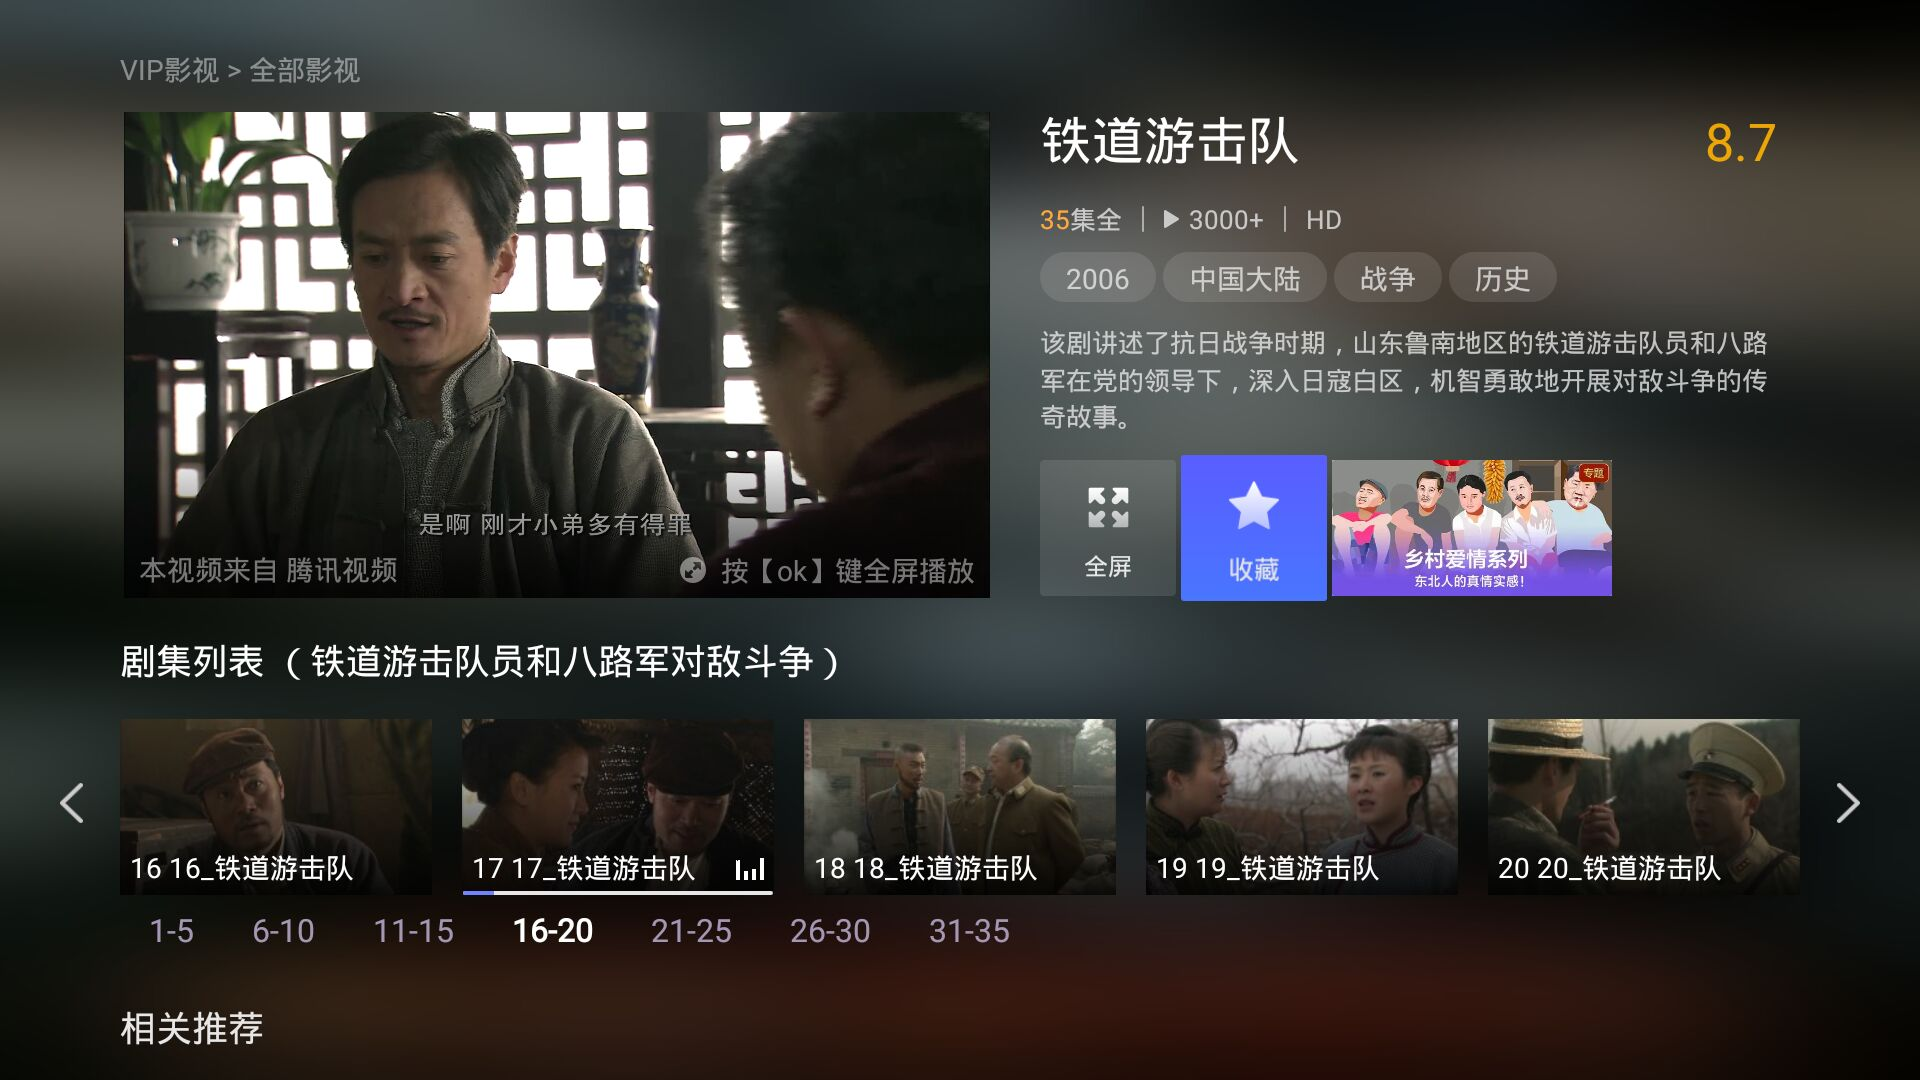 VIP影视 > 全部影视
铁道游击队
8.7
35集全 | 3000+ | HD
2006 中国大陆 战争 历史
该剧讲述了抗日战争时期，山东鲁南地区的铁道游击队员和八路
军在党的领导下，深入日寇白区，机智勇敢地开展对敌斗争的传
奇故事。
是啊 刚才小弟多有得罪
本视频来自 腾讯视频
按【ok】键全屏播放
全屏
收藏
专题
乡村爱情系列
东北人的真情实感!
剧集列表 （铁道游击队员和八路军对敌斗争）
16 16_铁道游击队
17 17_铁道游击队
18 18_铁道游击队
19 19_铁道游击队
20 20_铁道游击队
1-5 6-10 11-15 16-20 21-25 26-30 31-35
相关推荐